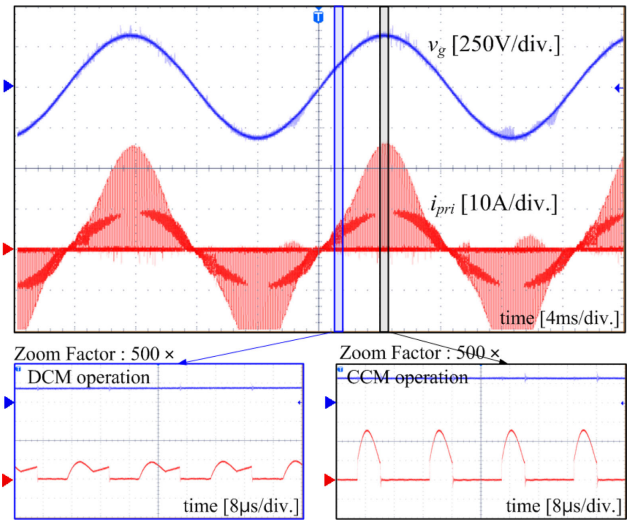 T
v_g [250V/div.]
i_pri [10A/div.]
time [4ms/div.]
Zoom Factor : 500 ×
Zoom Factor : 500 ×
T
DCM operation
T
CCM operation
time [8μs/div.]
time [8μs/div.]